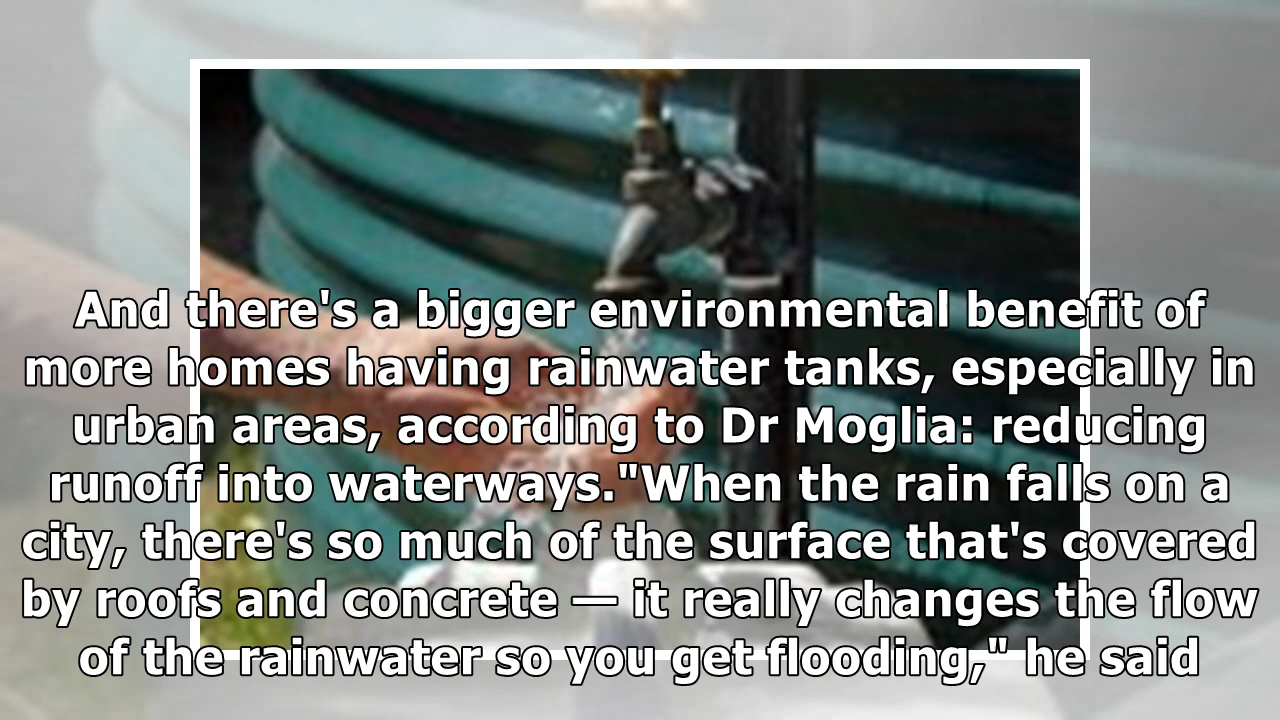 And there's a bigger environmental benefit of
more homes having rainwater tanks, especially in
urban areas, according to Dr Moglia: reducing
runoff into waterways."When the rain falls on a
city, there's so much of the surface that's covered
by roofs and concrete — it really changes the flow
of the rainwater so you get flooding," he said